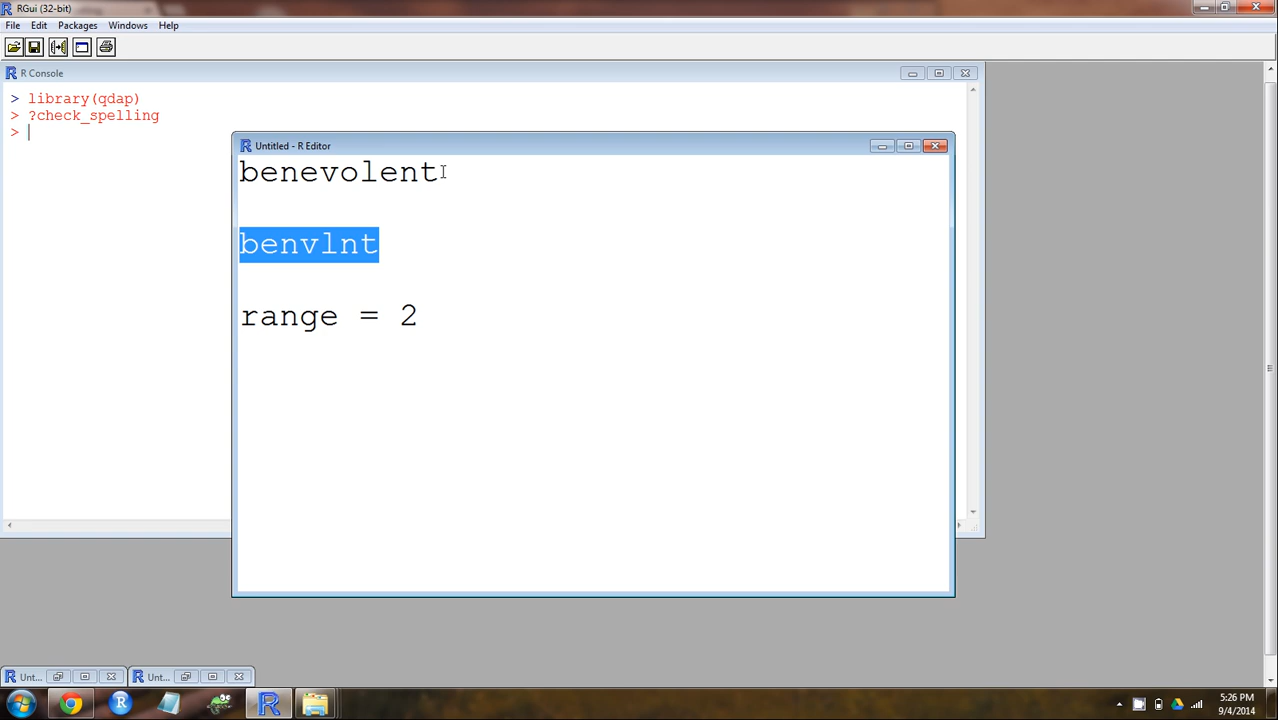 RGui (32-bit)
File Edit Packages Windows Help
R Console
> library(qdap)
> ?check_spelling
>
Untitled - R Editor
benevolent
benvlnt
range = 2
Unt...
Unt...
5:26 PM
9/4/2014